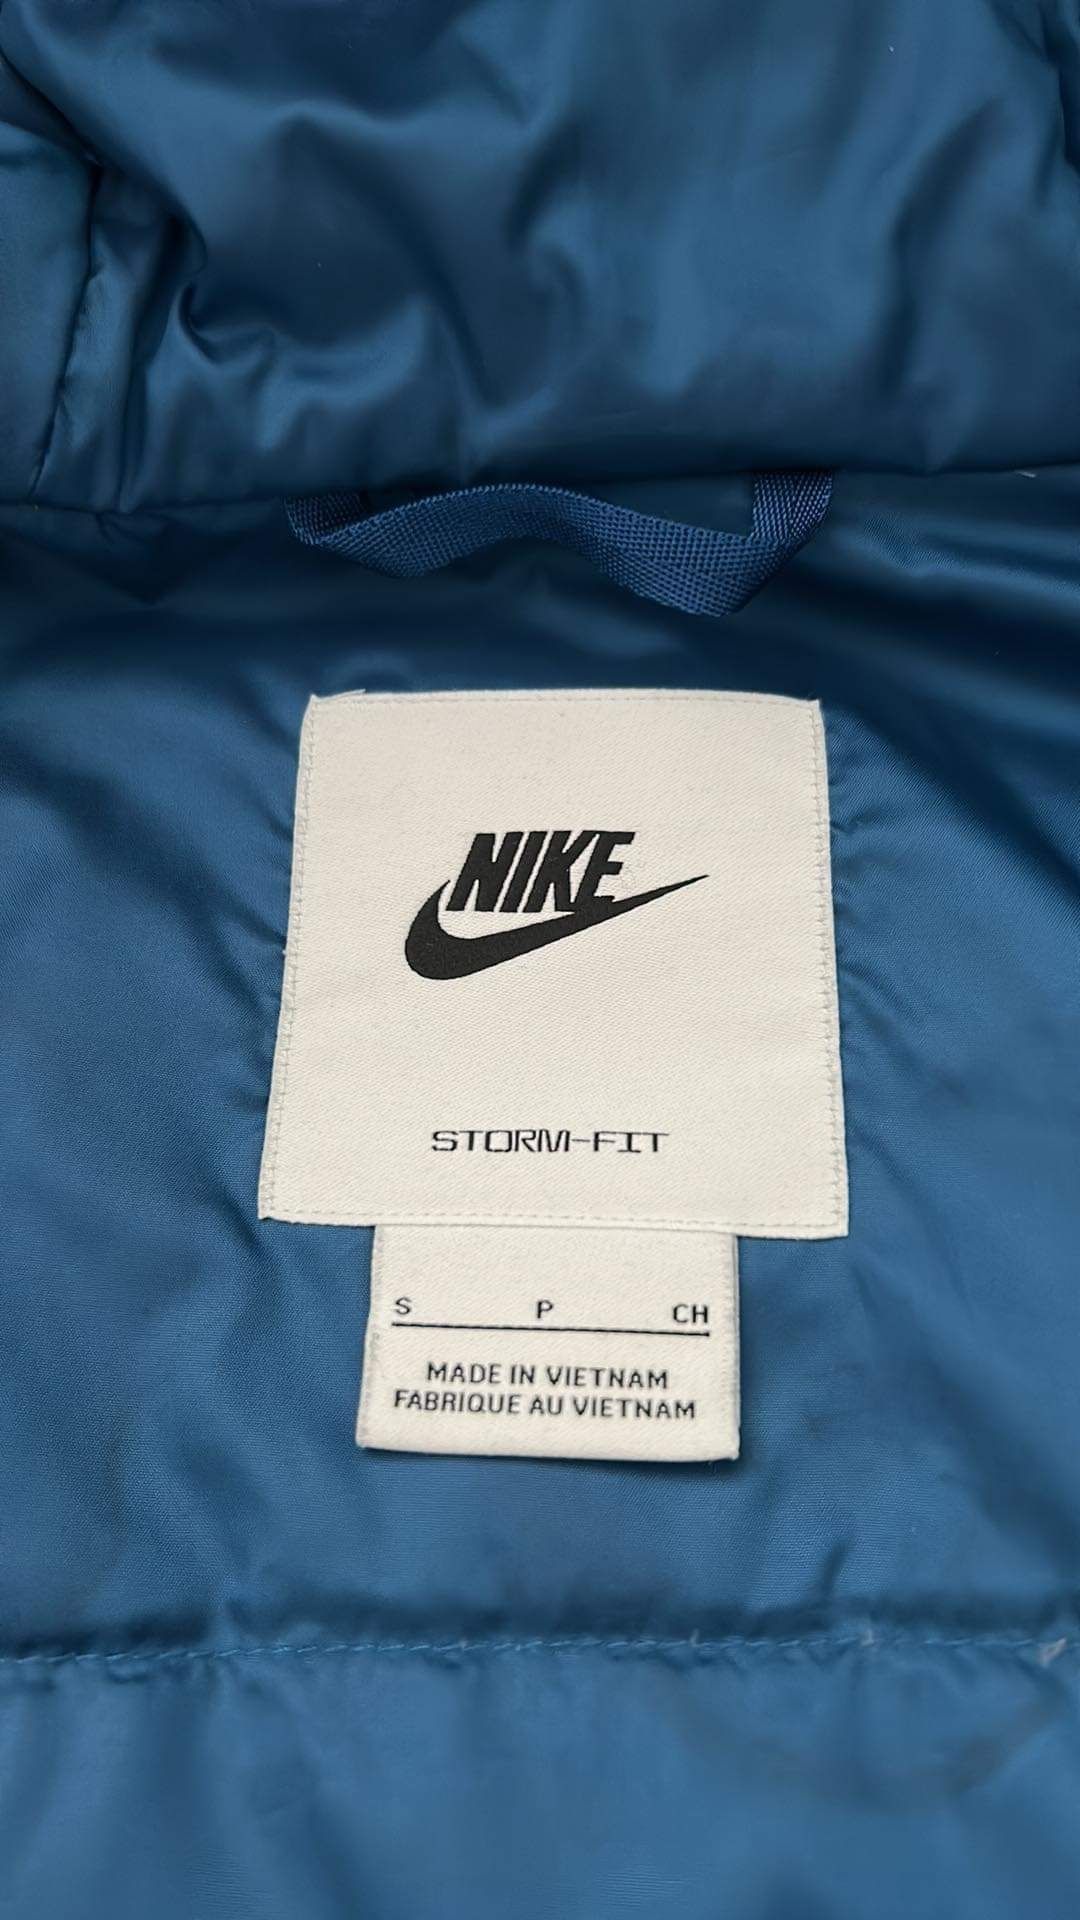 NIKE
STORM-FIT
S P CH
MADE IN VIETNAM
FABRIQUE AU VIETNAM